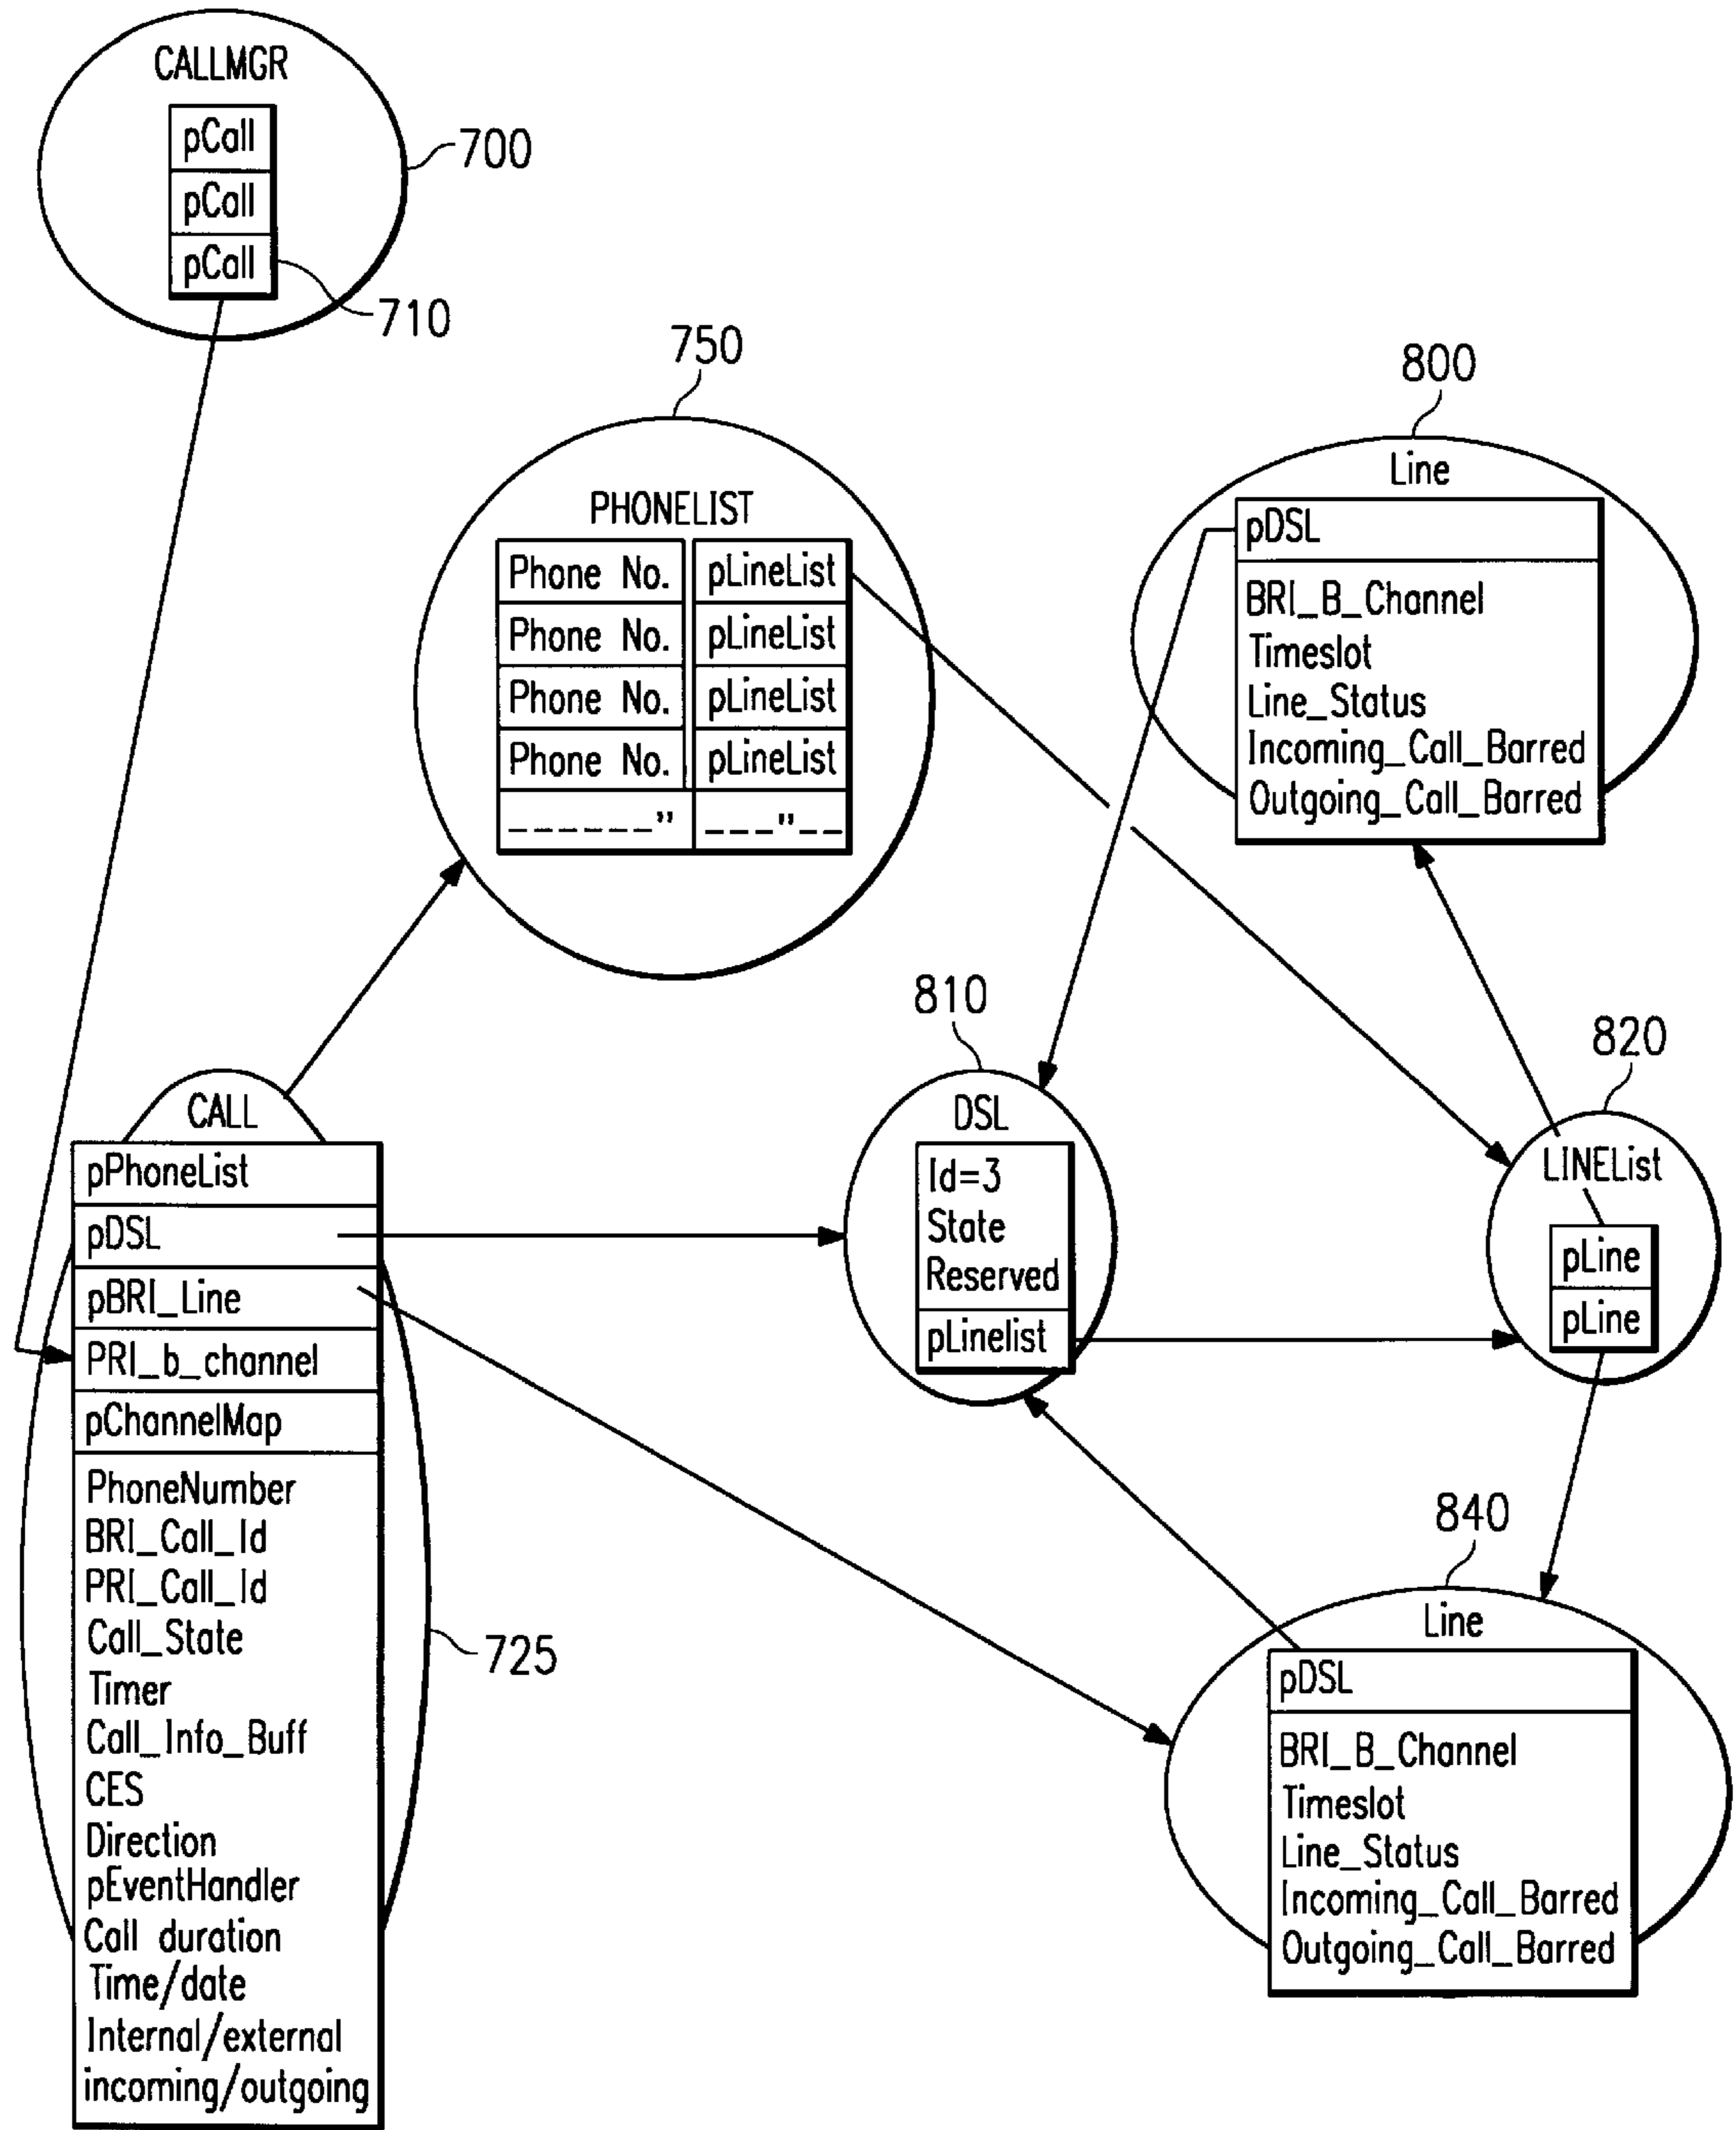 CALLMGR
pCall
pCall
pCall
700
710
750
PHONELIST
Phone No. pLineList
Phone No. pLineList
Phone No. pLineList
Phone No. pLineList
______" ___"__
800
Line
pDSL
BRI_B_Channel
Timeslot
Line_Status
Incoming_Call_Barred
Outgoing_Call_Barred
CALL
pPhoneList
pDSL
pBRI_Line
PRI_b_channel
pChannelMap
PhoneNumber
BRI_Call_Id
PRI_Call_Id
Call_State
Timer
Call_Info_Buff
CES
Direction
pEventHandler
Call duration
Time/date
Internal/external
incoming/outgoing
725
810
DSL
Id=3
State
Reserved
pLinelist
820
LINEList
pLine
pLine
840
Line
pDSL
BRI_B_Channel
Timeslot
Line_Status
Incoming_Call_Barred
Outgoing_Call_Barred